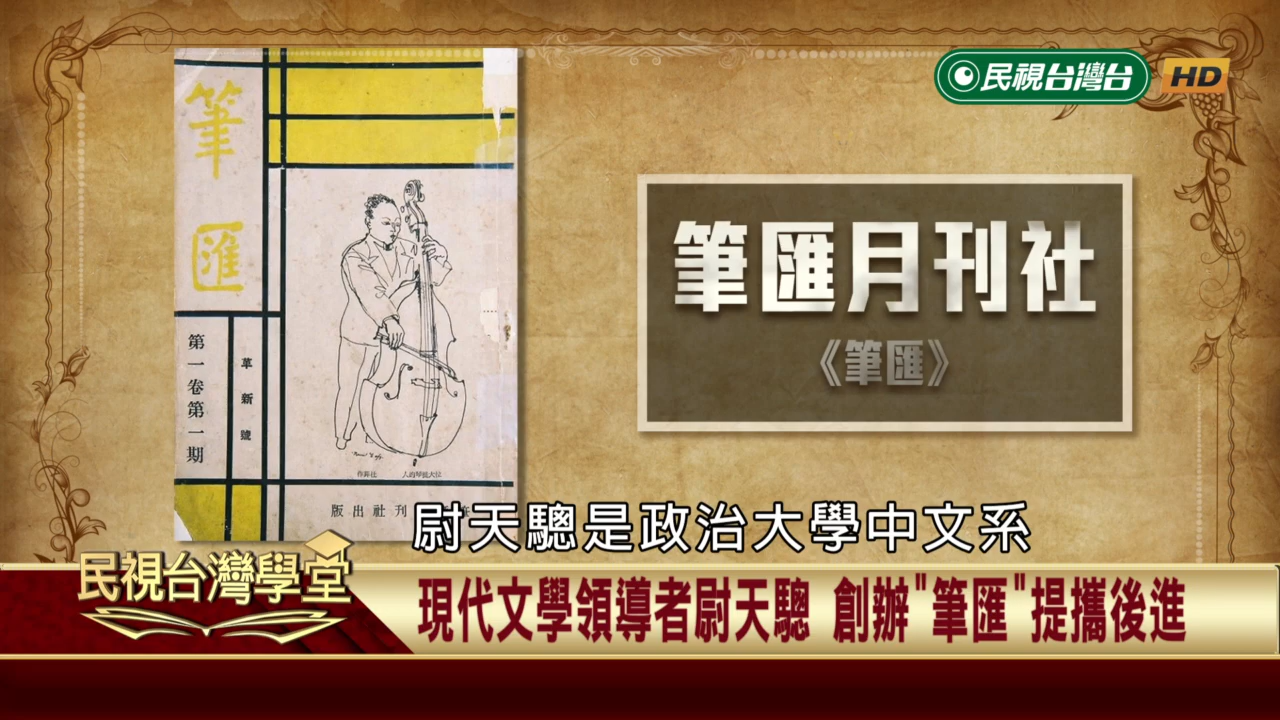 民視台灣台 HD
筆匯
第一卷第一期
革新號
筆匯月刊社
《筆匯》
刊社出版
尉天驄是政治大學中文系
民視台灣學堂
現代文學領導者尉天驄 創辦"筆匯"提攜後進